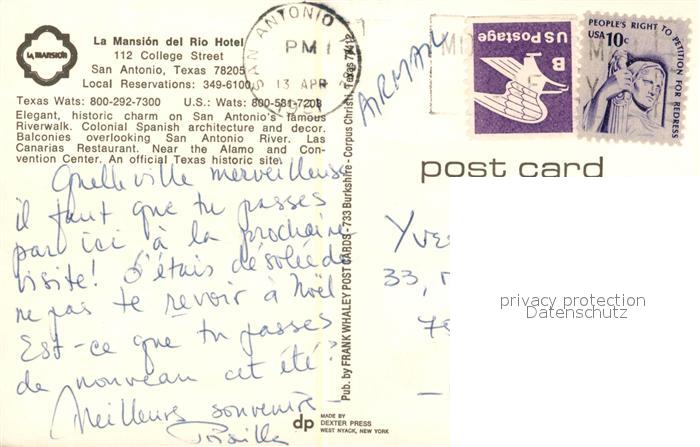 LA MANSIÓN
La Mansión del Rio Hotel
112 College Street
San Antonio, Texas 78205
Local Reservations: 349-6100
Texas Wats: 800-292-7300 U.S.: Wats: 800-531-7208
Elegant, historic charm on San Antonio's famous
Riverwalk. Colonial Spanish architecture and decor.
Balconies overlooking San Antonio River. Las
Canarias Restaurant. Near the Alamo and Con-
vention Center. An official Texas historic site.
SAN ANTONIO
PM
13 APR
AIRMAIL
US Postage
B
PEOPLE'S RIGHT TO PETITION FOR REDRESS
USA 10c
post card
Quelle ville merveilleuse
il faut que tu passes
par ici à la prochaine
visite! J'étais désolée de
ne pas te revoir à Noël
Est-ce que tu passes
de nouveau cet été?
Meilleurs souvenirs
Pub. by FRANK WHALEY POST CARDS - 733 Burkshire - Corpus Christi, Texas 78412
Yves
33,
privacy protection
Datenschutz
dp
MADE BY
DEXTER PRESS
WEST NYACK, NEW YORK